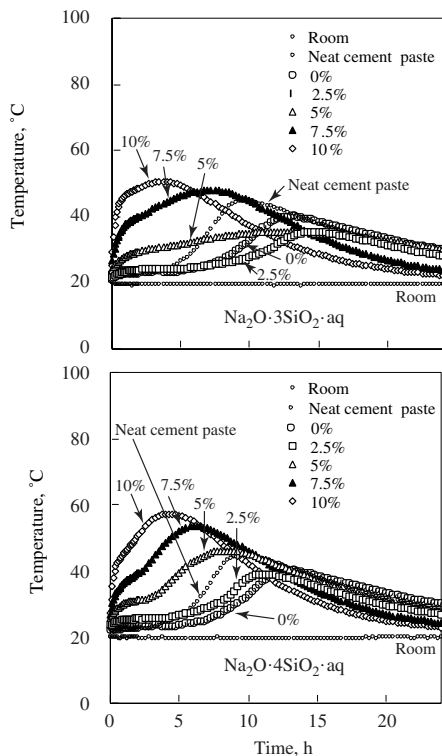 100
80
60
40
20
0
Temperature, ˚C
Room
Neat cement paste
0%
2.5%
5%
7.5%
10%
10%
7.5%
5%
Neat cement paste
0%
2.5%
Room
Na₂O·3SiO₂·aq
100
80
60
40
20
0
Temperature, ˚C
Room
Neat cement paste
0%
2.5%
5%
7.5%
10%
Neat cement paste
10%
7.5%
5%
2.5%
0%
Room
Na₂O·4SiO₂·aq
0
5
10
15
20
Time, h